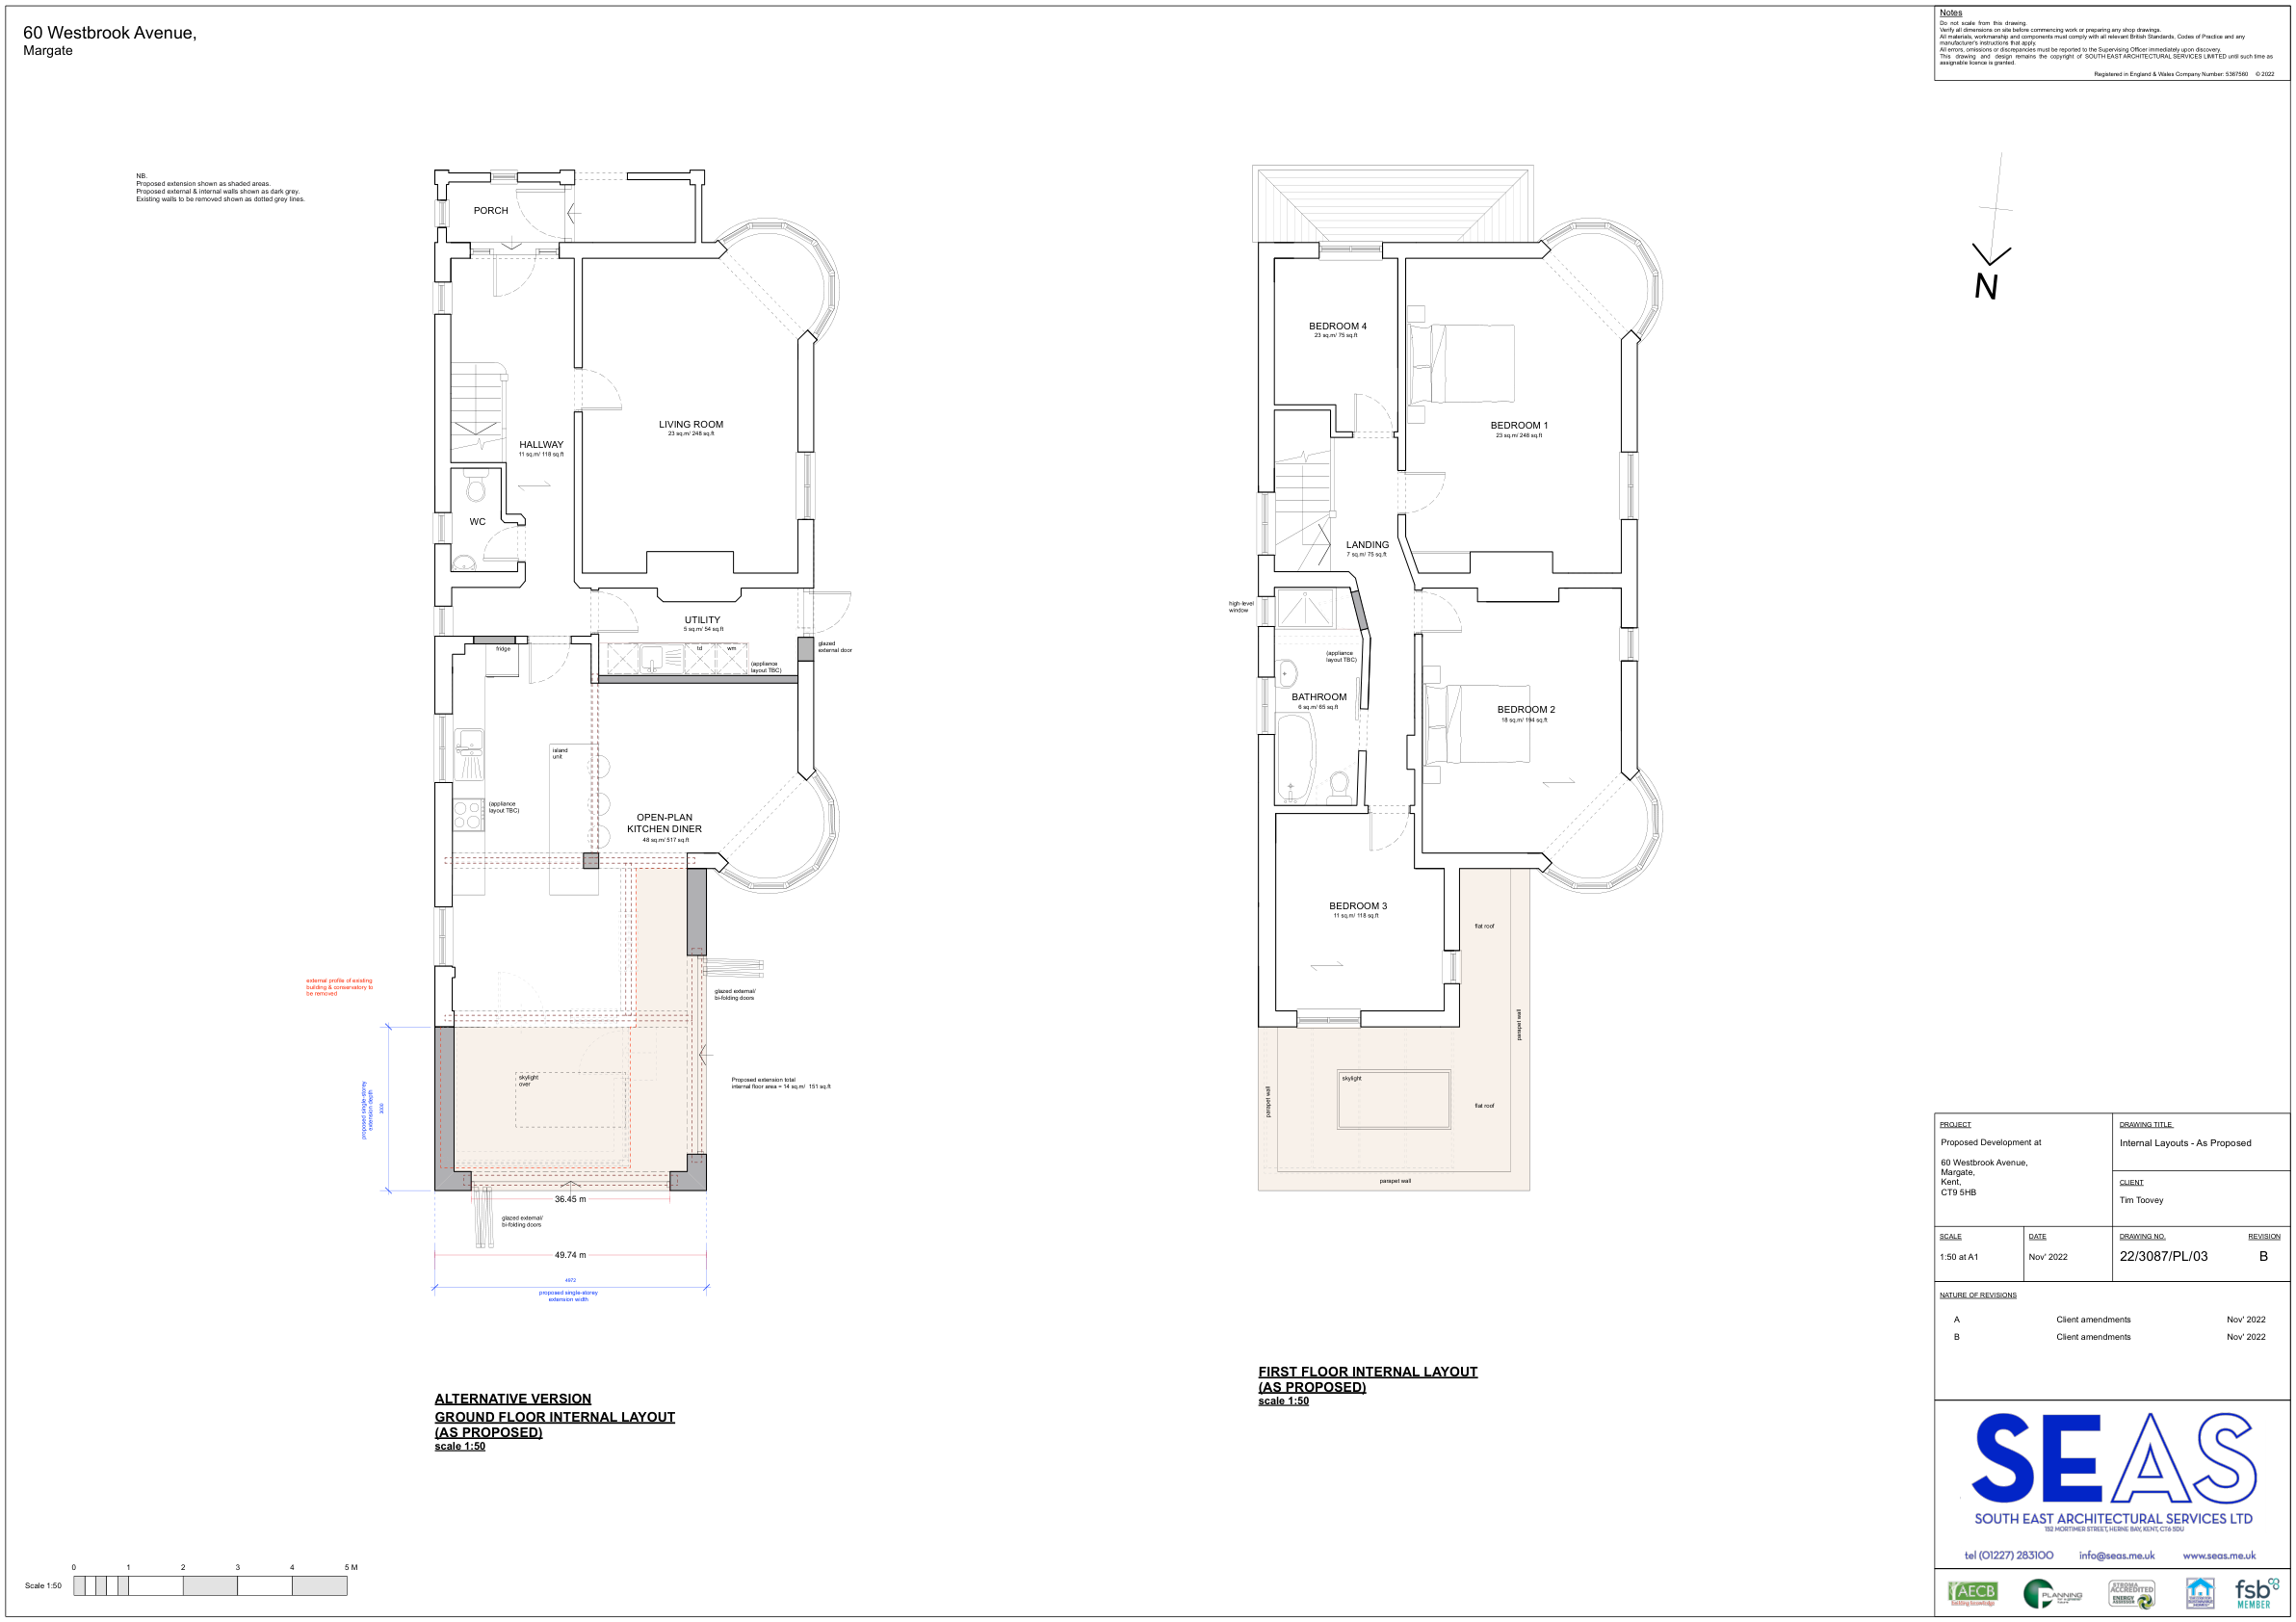 60 Westbrook Avenue,
Margate
NB.
Proposed extension shown as shaded areas.
Proposed external & internal walls shown as dark grey.
Existing walls to be removed shown as dotted grey lines.
PORCH
LIVING ROOM
23 sq.m/ 248 sq.ft
HALLWAY
11 sq.m/ 118 sq.ft
WC
UTILITY
5 sq.m/ 54 sq.ft
fridge
td
wm
(appliance
layout TBC)
glazed
external door
island
unit
(appliance
layout TBC)
OPEN-PLAN
KITCHEN DINER
48 sq.m/ 517 sq.ft
external profile of existing
building & conservatory to
be removed
glazed external/
bi-folding doors
skylight
over
Proposed extension total
internal floor area = 14 sq.m/ 151 sq.ft
proposed single-storey
extension depth
3000
36.45 m
glazed external/
bi-folding doors
49.74 m
4972
proposed single-storey
extension width
ALTERNATIVE VERSION
GROUND FLOOR INTERNAL LAYOUT
(AS PROPOSED)
scale 1:50
BEDROOM 4
23 sq.m/ 75 sq.ft
BEDROOM 1
23 sq.m/ 248 sq.ft
LANDING
7 sq.m/ 75 sq.ft
high-level
window
(appliance
layout TBC)
BATHROOM
6 sq.m/ 65 sq.ft
BEDROOM 2
18 sq.m/ 194 sq.ft
BEDROOM 3
11 sq.m/ 118 sq.ft
flat roof
parapet wall
skylight
parapet wall
flat roof
parapet wall
FIRST FLOOR INTERNAL LAYOUT
(AS PROPOSED)
scale 1:50
Scale 1:50
0 1 2 3 4 5 M
Notes
Do not scale from this drawing.
Verify all dimensions on site before commencing work or preparing any shop drawings.
All materials, workmanship and components must comply with all relevant British Standards, Codes of Practice and any
manufacturer's instructions that apply.
All errors, omissions or discrepancies must be reported to the Supervising Officer immediately upon discovery.
This drawing and design remains the copyright of SOUTH EAST ARCHITECTURAL SERVICES LIMITED until such time as
assignable licence is granted.
Registered in England & Wales Company Number: 5367560 © 2022
N
PROJECT
Proposed Development at
60 Westbrook Avenue,
Margate,
Kent,
CT9 5HB
DRAWING TITLE
Internal Layouts - As Proposed
CLIENT
Tim Toovey
SCALE
1:50 at A1
DATE
Nov' 2022
DRAWING NO.
22/3087/PL/03
REVISION
B
NATURE OF REVISIONS
A Client amendments Nov' 2022
B Client amendments Nov' 2022
SEAS
SOUTH EAST ARCHITECTURAL SERVICES LTD
152 MORTIMER STREET, HERNE BAY, KENT, CT6 5DU
tel (01227) 283100 info@seas.me.uk www.seas.me.uk
AECB
building knowledge
PLANNING
STROMA
ACCREDITED
ENERGY
ASSESSOR
fsb
MEMBER